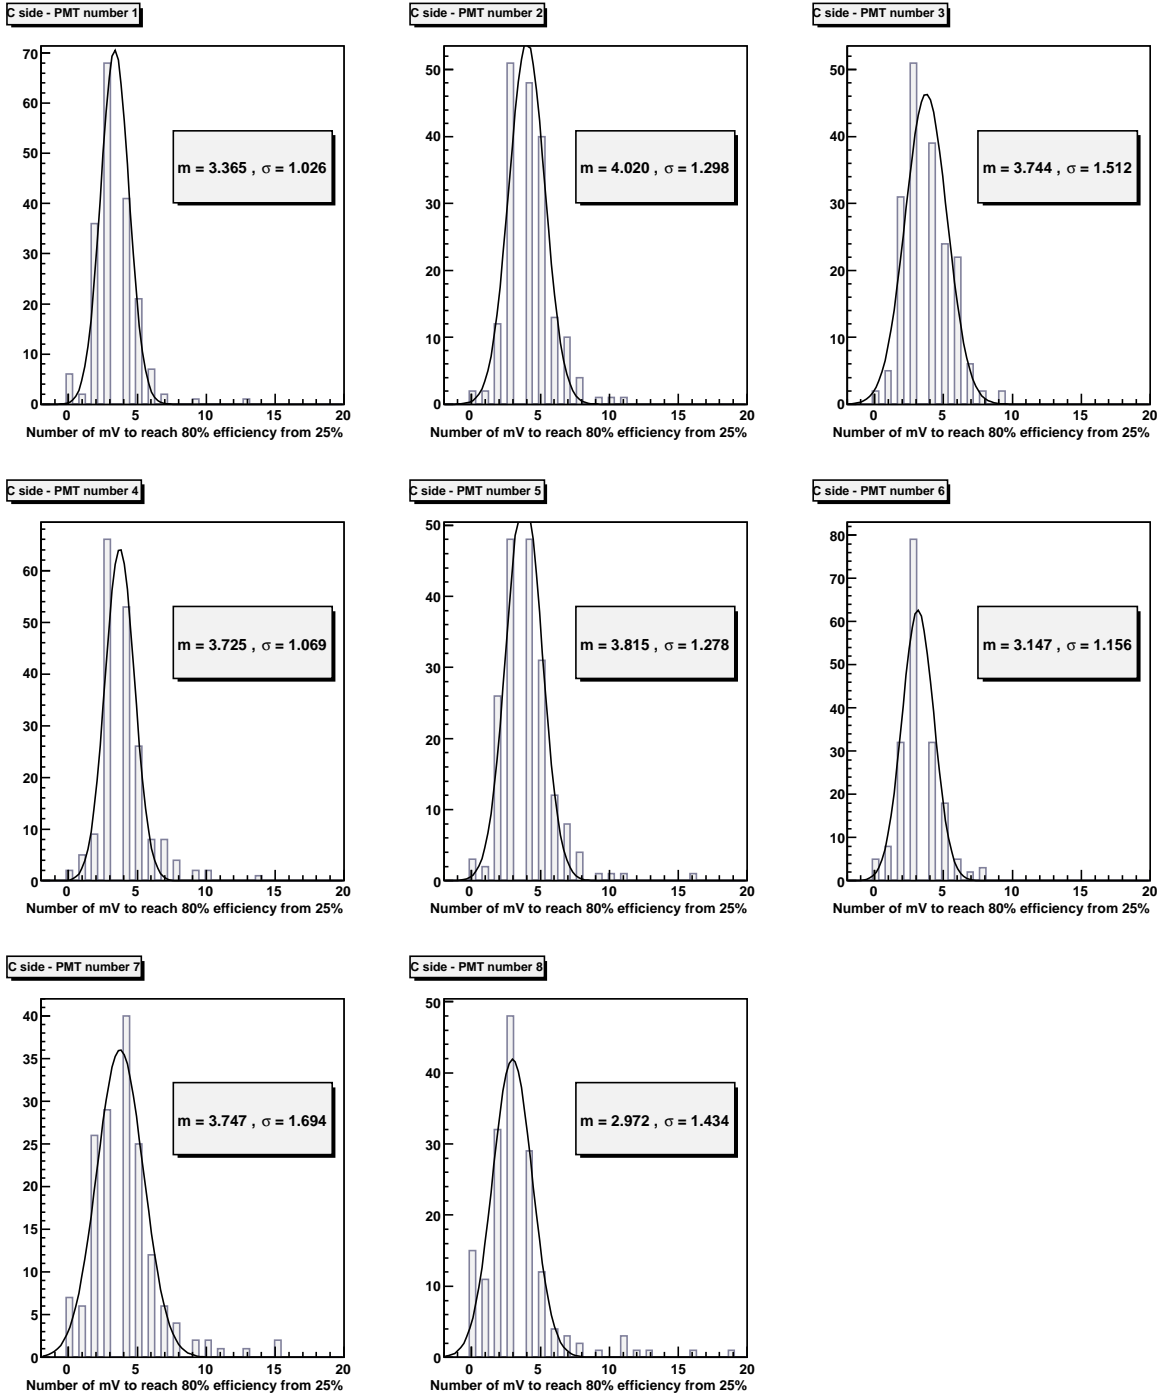 C side - PMT number 1
70
60
50
40
30
20
10
0
m = 3.365 , σ = 1.026
0 5 10 15 20
Number of mV to reach 80% efficiency from 25%
C side - PMT number 2
50
40
30
20
10
0
m = 4.020 , σ = 1.298
0 5 10 15 20
Number of mV to reach 80% efficiency from 25%
C side - PMT number 3
50
40
30
20
10
0
m = 3.744 , σ = 1.512
0 5 10 15 20
Number of mV to reach 80% efficiency from 25%
C side - PMT number 4
60
50
40
30
20
10
0
m = 3.725 , σ = 1.069
0 5 10 15 20
Number of mV to reach 80% efficiency from 25%
C side - PMT number 5
50
40
30
20
10
0
m = 3.815 , σ = 1.278
0 5 10 15 20
Number of mV to reach 80% efficiency from 25%
C side - PMT number 6
80
70
60
50
40
30
20
10
0
m = 3.147 , σ = 1.156
0 5 10 15 20
Number of mV to reach 80% efficiency from 25%
C side - PMT number 7
40
35
30
25
20
15
10
5
0
m = 3.747 , σ = 1.694
0 5 10 15 20
Number of mV to reach 80% efficiency from 25%
C side - PMT number 8
50
40
30
20
10
0
m = 2.972 , σ = 1.434
0 5 10 15 20
Number of mV to reach 80% efficiency from 25%